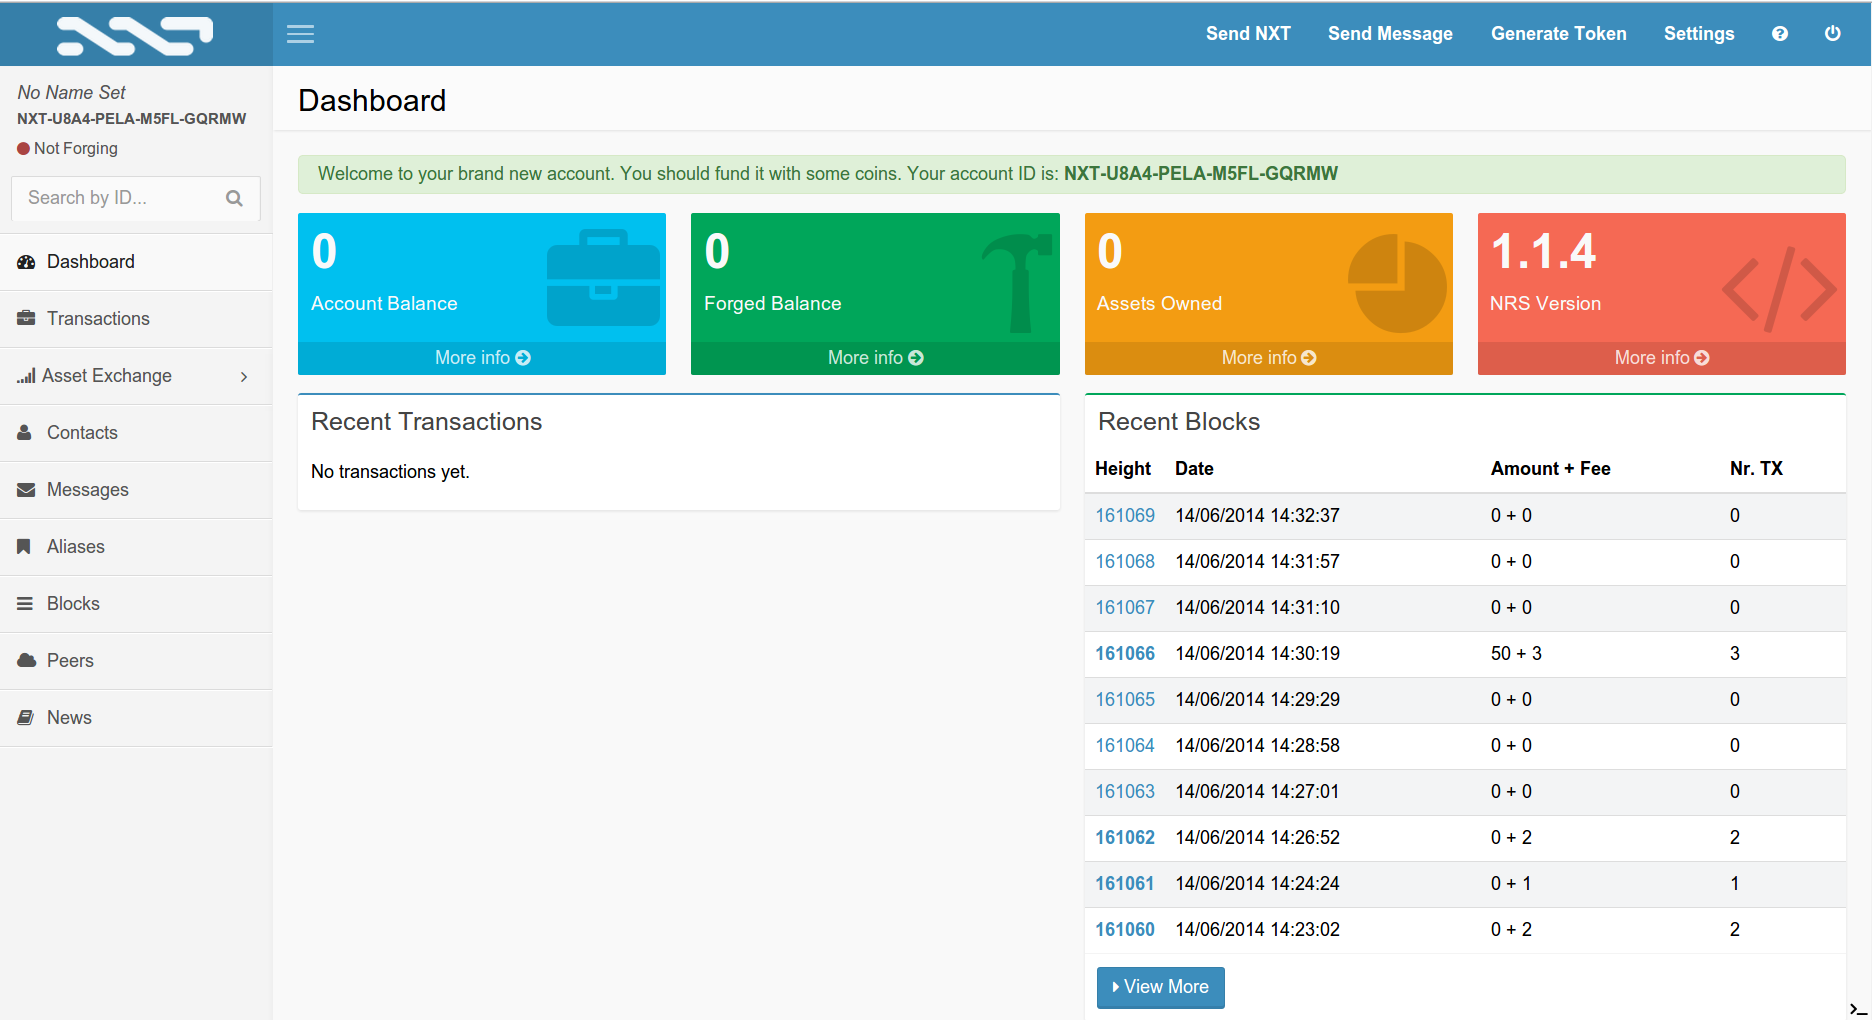 NXT
Send NXT Send Message Generate Token Settings
No Name Set
NXT-U8A4-PELA-M5FL-GQRMW
Not Forging
Search by ID...
Dashboard
Transactions
Asset Exchange
Contacts
Messages
Aliases
Blocks
Peers
News
Dashboard
Welcome to your brand new account. You should fund it with some coins. Your account ID is: NXT-U8A4-PELA-M5FL-GQRMW
0
Account Balance
More info
0
Forged Balance
More info
0
Assets Owned
More info
1.1.4
NRS Version
More info
Recent Transactions
No transactions yet.
Recent Blocks
Height Date Amount + Fee Nr. TX
161069 14/06/2014 14:32:37 0 + 0 0
161068 14/06/2014 14:31:57 0 + 0 0
161067 14/06/2014 14:31:10 0 + 0 0
161066 14/06/2014 14:30:19 50 + 3 3
161065 14/06/2014 14:29:29 0 + 0 0
161064 14/06/2014 14:28:58 0 + 0 0
161063 14/06/2014 14:27:01 0 + 0 0
161062 14/06/2014 14:26:52 0 + 2 2
161061 14/06/2014 14:24:24 0 + 1 1
161060 14/06/2014 14:23:02 0 + 2 2
View More